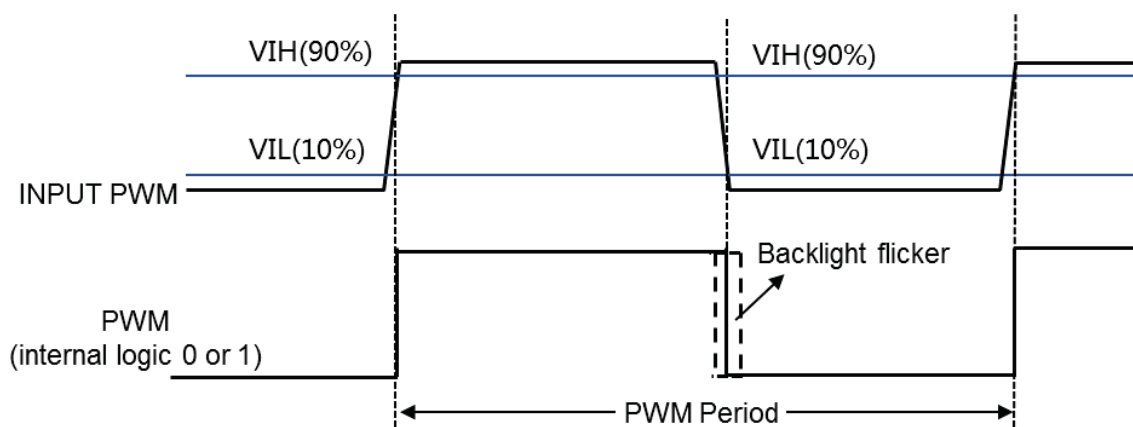 VIH(90%)
VIH(90%)
VIL(10%)
VIL(10%)
INPUT PWM
Backlight flicker
PWM
(internal logic 0 or 1)
PWM Period